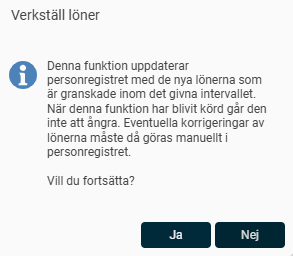 Verkställ löner
Denna funktion uppdaterar
personregistret med de nya lönerna som
är granskade inom det givna intervallet.
När denna funktion har blivit körd går den
inte att ångra. Eventuella korrigeringar av
lönerna måste då göras manuellt i
personregistret.
Vill du fortsätta?
Ja
Nej